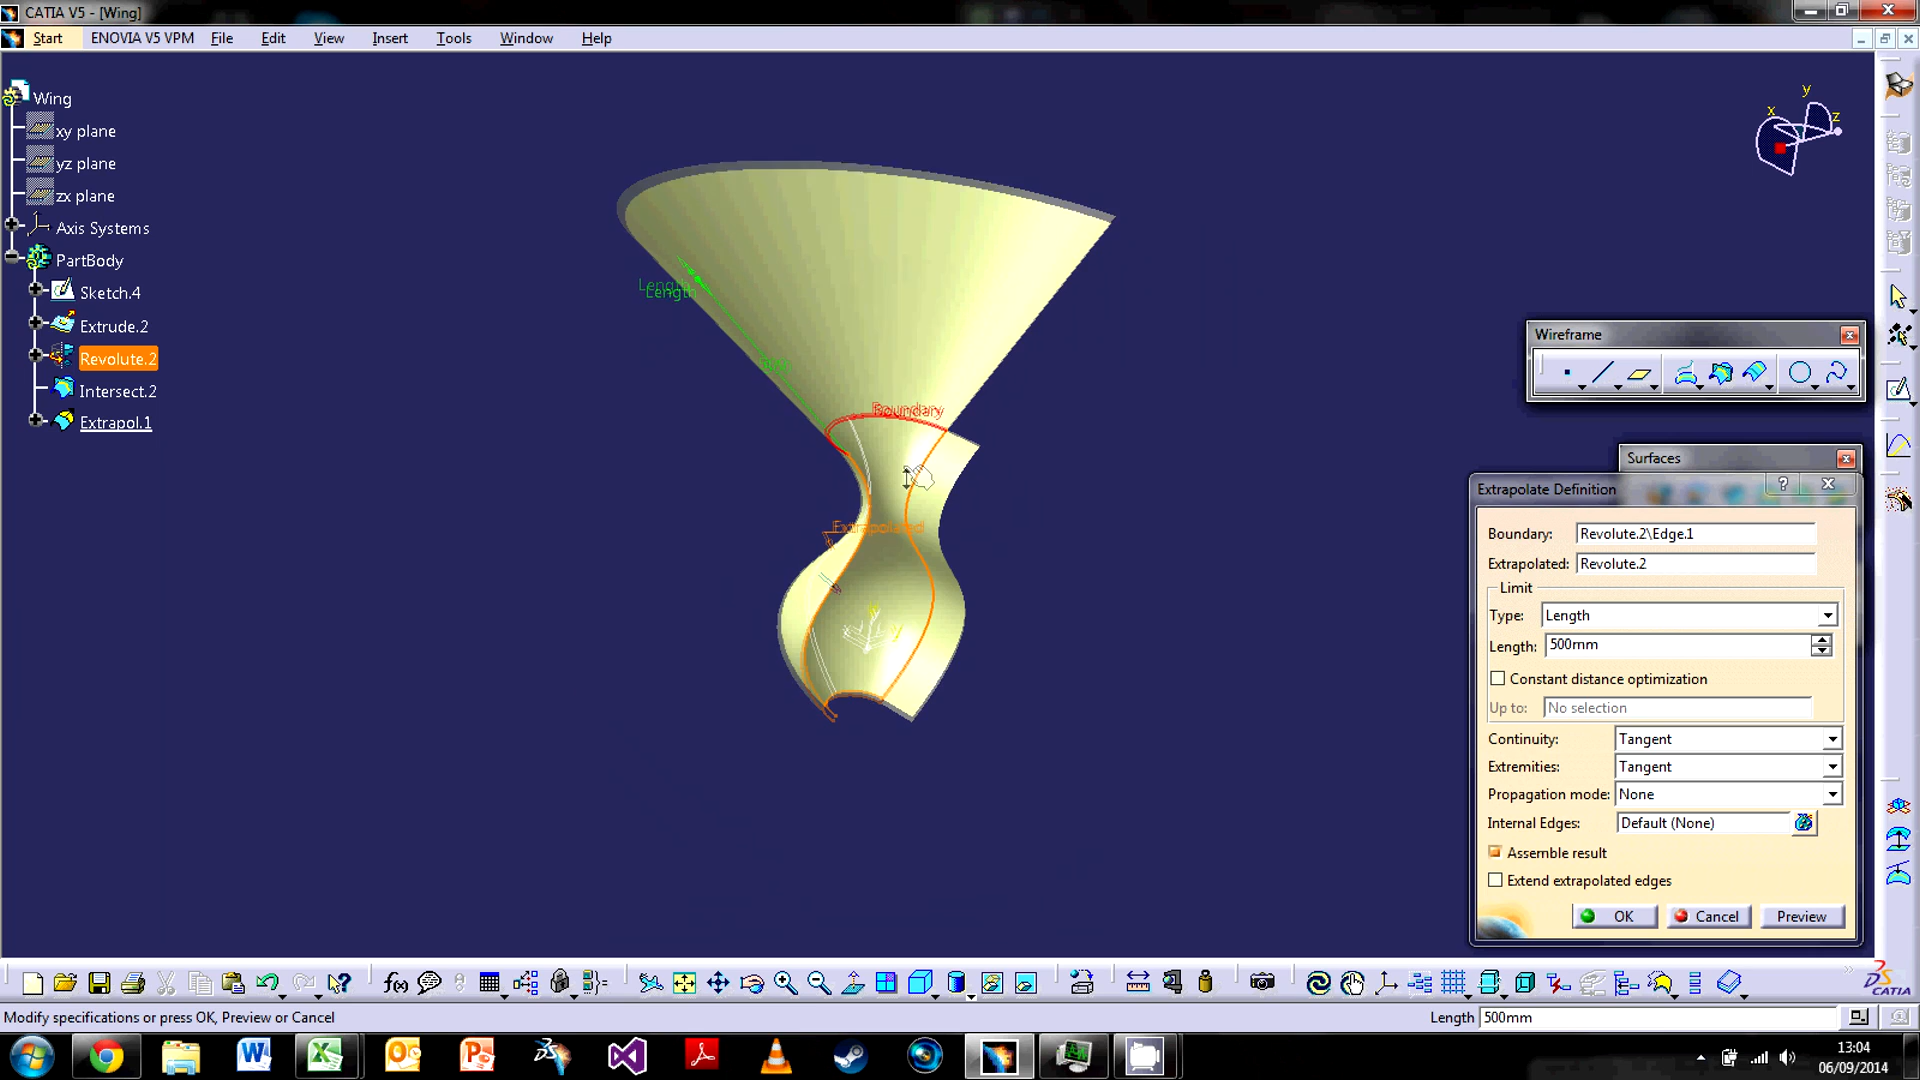 CATIA V5 - [Wing]
Start ENOVIA V5 VPM File Edit View Insert Tools Window Help
Wing
xy plane
yz plane
zx plane
Axis Systems
PartBody
Sketch.4
Extrude.2
Revolute.2
Intersect.2
Extrapol.1
y
x
z
Length
Length
Boundary
Extrapolated
Wireframe
Surfaces
Extrapolate Definition
Boundary: Revolute.2\Edge.1
Extrapolated: Revolute.2
Limit
Type: Length
Length: 500mm
Constant distance optimization
Up to: No selection
Continuity: Tangent
Extremities: Tangent
Propagation mode: None
Internal Edges: Default (None)
Assemble result
Extend extrapolated edges
OK Cancel Preview
f(x)
CATIA
Modify specifications or press OK, Preview or Cancel
Length 500mm
13:04
06/09/2014